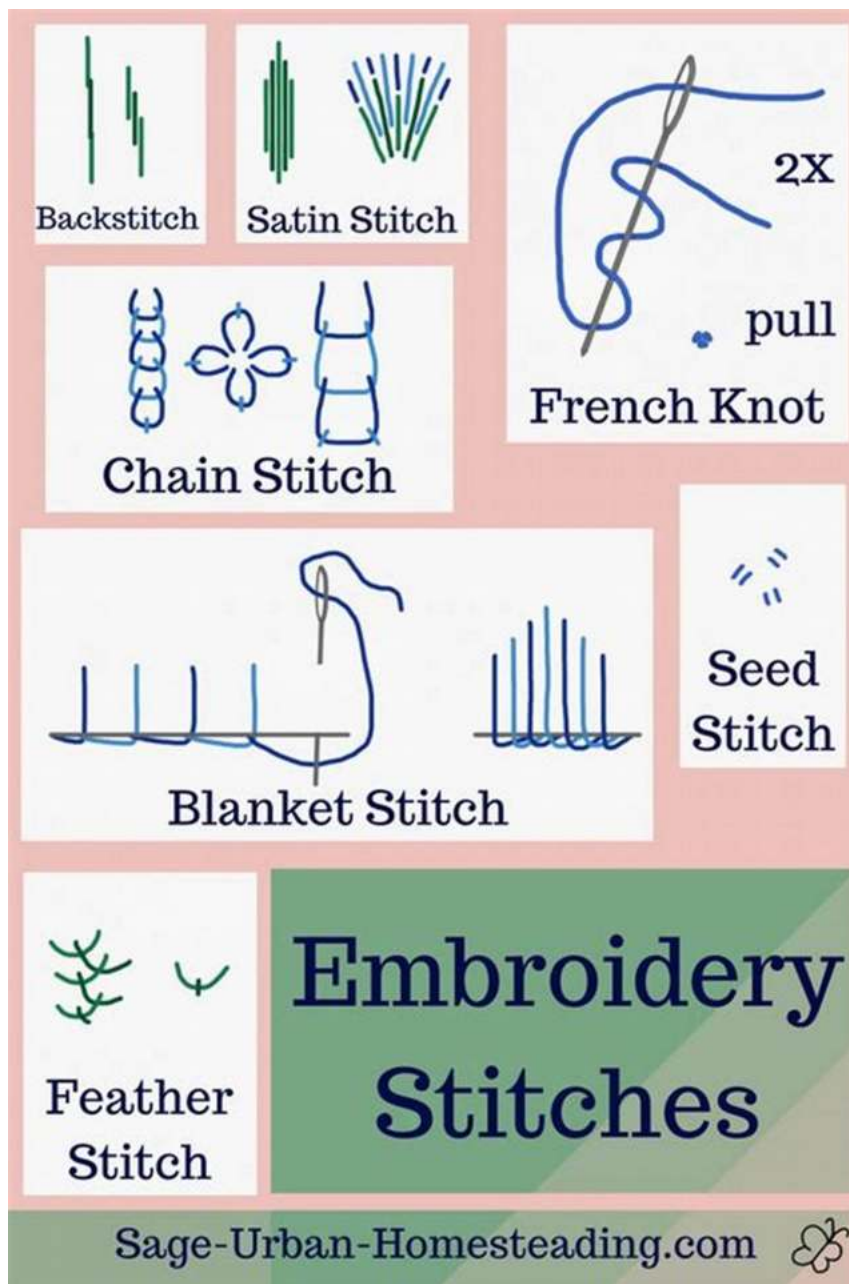 Backstitch
Satin Stitch
2X
pull
French Knot
Chain Stitch
Seed
Stitch
Blanket Stitch
Feather
Stitch
Embroidery
Stitches
Sage-Urban-Homesteading.com